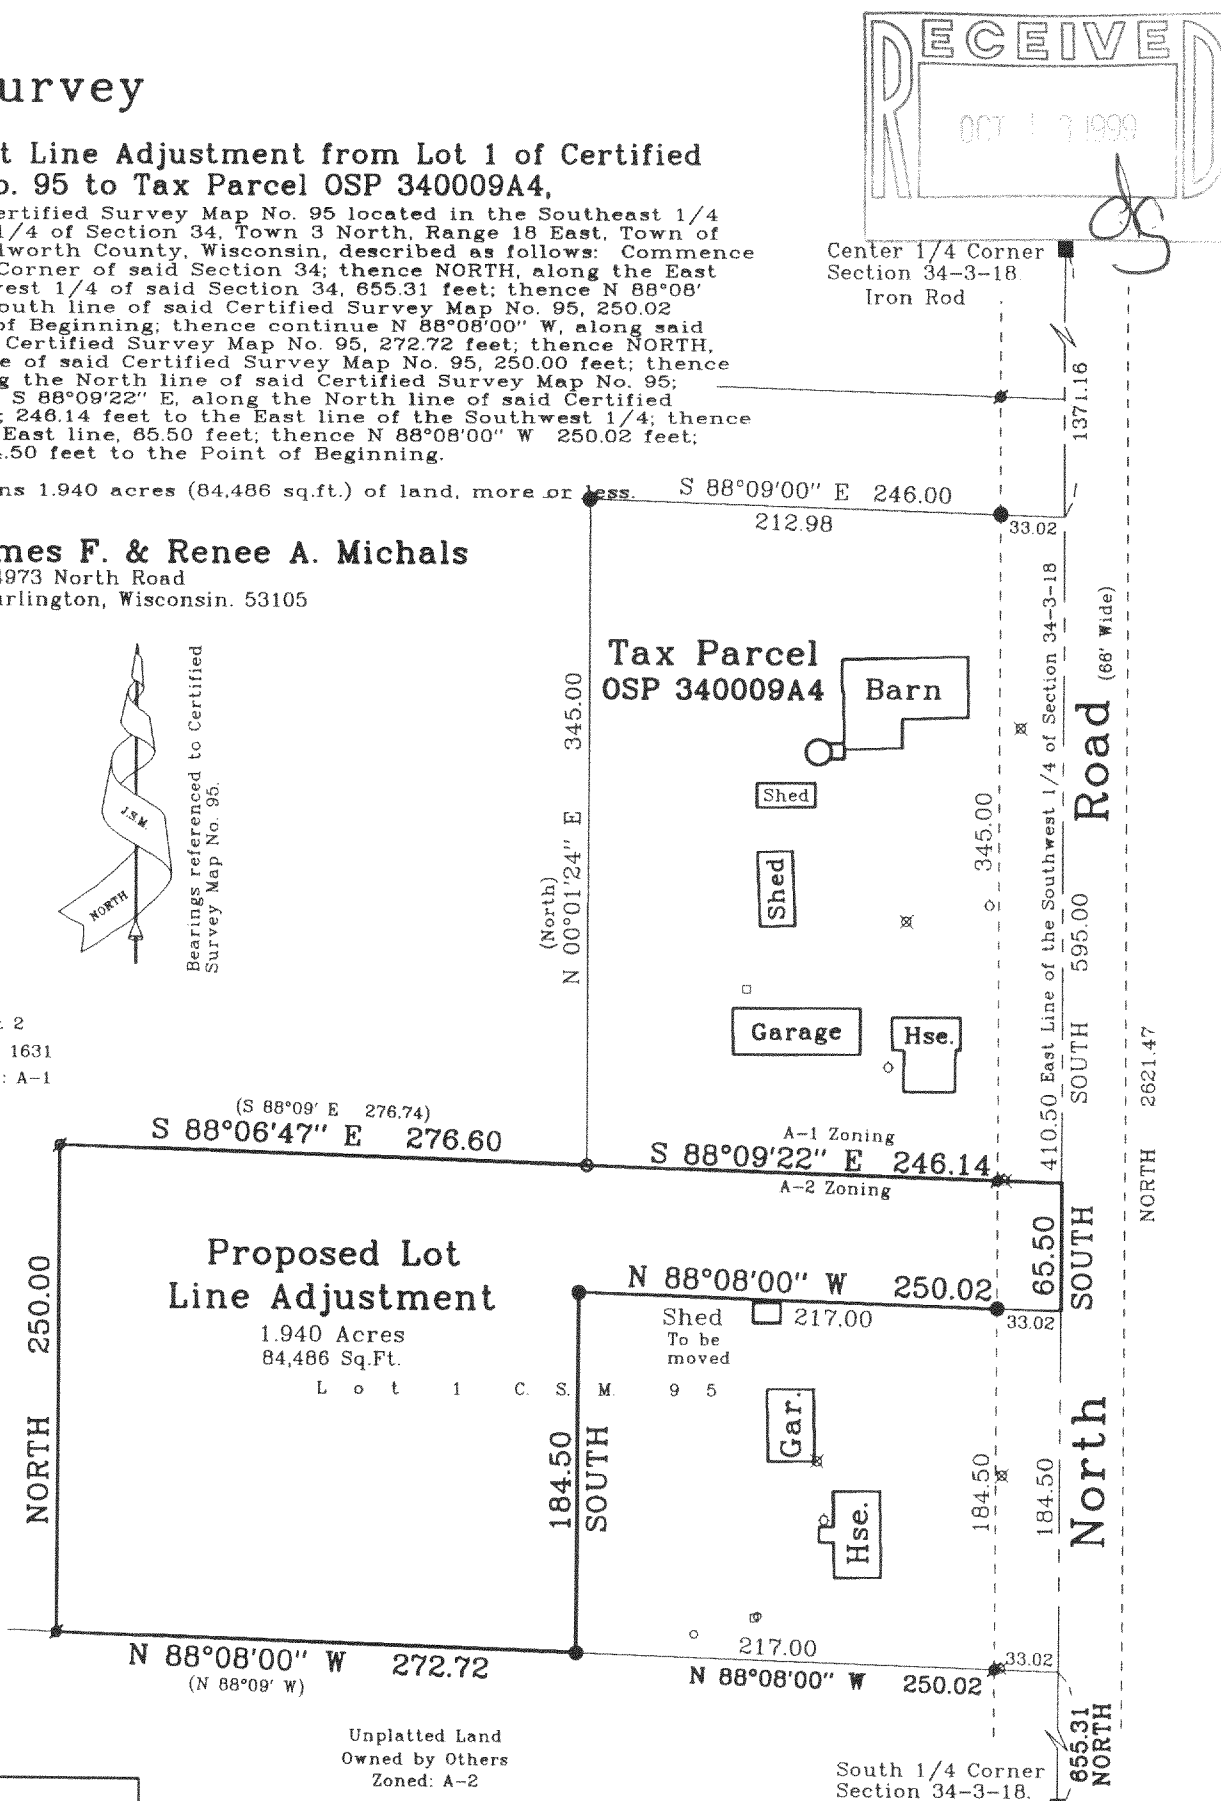 RECEIVED
OCT 1 1999
urvey
t Line Adjustment from Lot 1 of Certified
o. 95 to Tax Parcel OSP 340009A4,
ertified Survey Map No. 95 located in the Southeast 1/4
1/4 of Section 34, Town 3 North, Range 18 East, Town of
lworth County, Wisconsin, described as follows: Commence
Corner of said Section 34; thence NORTH, along the East
est 1/4 of said Section 34, 655.31 feet; thence N 88°08'
outh line of said Certified Survey Map No. 95, 250.02
of Beginning; thence continue N 88°08'00" W, along said
Certified Survey Map No. 95, 272.72 feet; thence NORTH,
e of said Certified Survey Map No. 95, 250.00 feet; thence
g the North line of said Certified Survey Map No. 95;
S 88°09'22" E, along the North line of said Certified
; 246.14 feet to the East line of the Southwest 1/4; thence
East line, 65.50 feet; thence N 88°08'00" W 250.02 feet;
.50 feet to the Point of Beginning.
ns 1.940 acres (84,486 sq.ft.) of land, more or less.
mes F. & Renee A. Michals
4973 North Road
urlington, Wisconsin. 53105
Center 1/4 Corner
Section 34-3-18
Iron Rod
1371.16
S 88°09'00" E 246.00
212.98
33.02
Bearings referenced to Certified
Survey Map No. 95.
J.S.M.
NORTH
(North)
N 00°01'24" E 345.00
Tax Parcel
OSP 340009A4
Barn
Shed
Shed
Garage
Hse.
345.00
410.50 East Line of the Southwest 1/4 of Section 34-3-18
SOUTH 595.00
Road
(66' Wide)
NORTH 2621.47
. 2
1631
: A-1
(S 88°09' E 276.74)
S 88°06'47" E 276.60
A-1 Zoning
S 88°09'22" E 246.14
A-2 Zoning
65.50
SOUTH
N 88°08'00" W 250.02
217.00
33.02
Shed
To be
moved
NORTH 250.00
Proposed Lot
Line Adjustment
1.940 Acres
84,486 Sq.Ft.
Lot 1 C.S.M. 95
184.50
SOUTH
Gar.
Hse.
184.50
184.50
North
N 88°08'00" W 272.72
(N 88°09' W)
217.00
33.02
N 88°08'00" W 250.02
655.31
NORTH
Unplatted Land
Owned by Others
Zoned: A-2
South 1/4 Corner
Section 34-3-18.